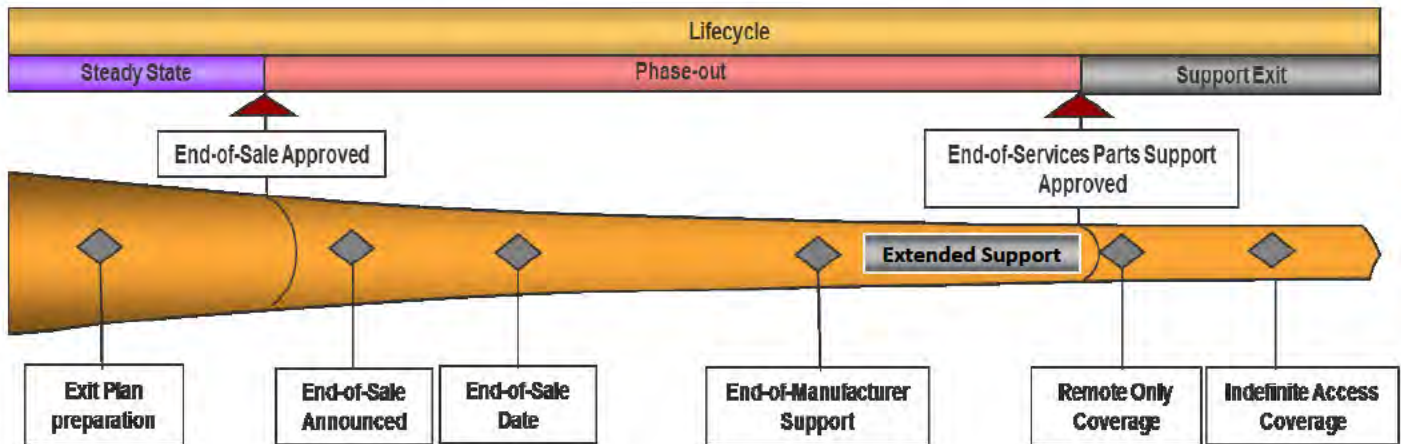 Lifecycle
Steady State
Phase-out
Support Exit
End-of-Sale Approved
End-of-Services Parts Support
Approved
Extended Support
Exit Plan
preparation
End-of-Sale
Announced
End-of-Sale
Date
End-of-Manufacturer
Support
Remote Only
Coverage
Indefinite Access
Coverage